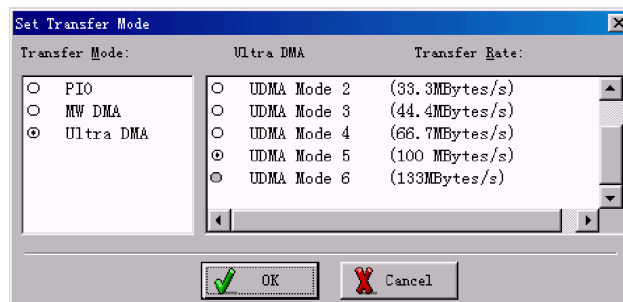 Set Transfer Mode
Transfer Mode: Ultra DMA Transfer Rate:
PIO
MW DMA
Ultra DMA
UDMA Mode 2 (33.3MBytes/s)
UDMA Mode 3 (44.4MBytes/s)
UDMA Mode 4 (66.7MBytes/s)
UDMA Mode 5 (100 MBytes/s)
UDMA Mode 6 (133MBytes/s)
OK Cancel